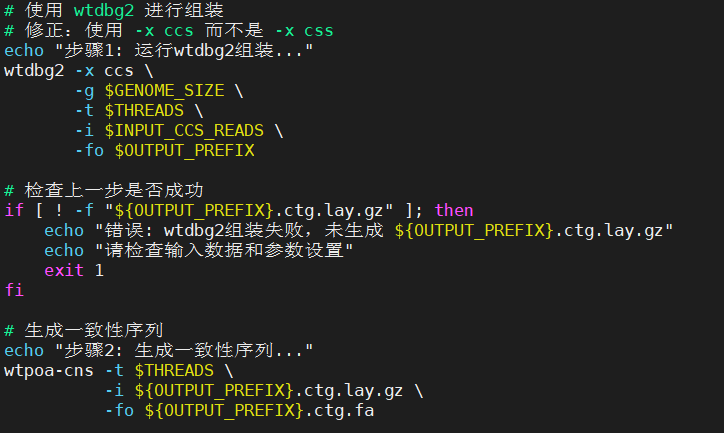 # 使用 wtdbg2 进行组装
# 修正：使用 -x ccs 而不是 -x css
echo "步骤1: 运行wtdbg2组装..."
wtdbg2 -x ccs \
       -g $GENOME_SIZE \
       -t $THREADS \
       -i $INPUT_CCS_READS \
       -fo $OUTPUT_PREFIX

# 检查上一步是否成功
if [ ! -f "${OUTPUT_PREFIX}.ctg.lay.gz" ]; then
    echo "错误: wtdbg2组装失败，未生成 ${OUTPUT_PREFIX}.ctg.lay.gz"
    echo "请检查输入数据和参数设置"
    exit 1
fi

# 生成一致性序列
echo "步骤2: 生成一致性序列..."
wtpoa-cns -t $THREADS \
          -i ${OUTPUT_PREFIX}.ctg.lay.gz \
          -fo ${OUTPUT_PREFIX}.ctg.fa